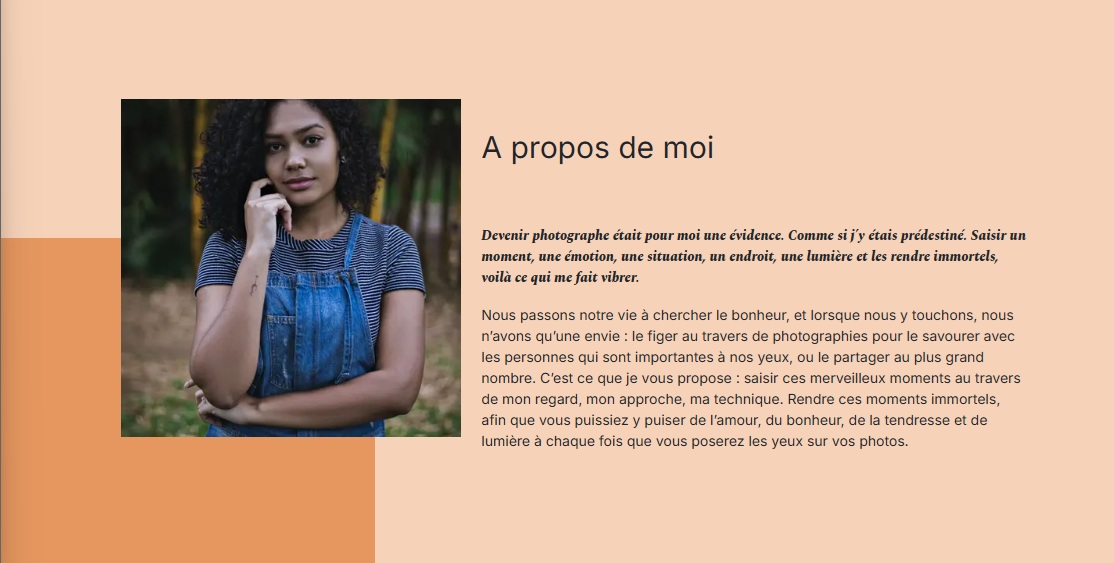 A propos de moi
Devenir photographe était pour moi une évidence. Comme si j'y étais prédestiné. Saisir un
moment, une émotion, une situation, un endroit, une lumière et les rendre immortels,
voilà ce qui me fait vibrer.
Nous passons notre vie à chercher le bonheur, et lorsque nous y touchons, nous
n’avons qu’une envie : le figer au travers de photographies pour le savourer avec
les personnes qui sont importantes à nos yeux, ou le partager au plus grand
nombre. C’est ce que je vous propose : saisir ces merveilleux moments au travers
de mon regard, mon approche, ma technique. Rendre ces moments immortels,
afin que vous puissiez y puiser de l’amour, du bonheur, de la tendresse et de
lumière à chaque fois que vous poserez les yeux sur vos photos.